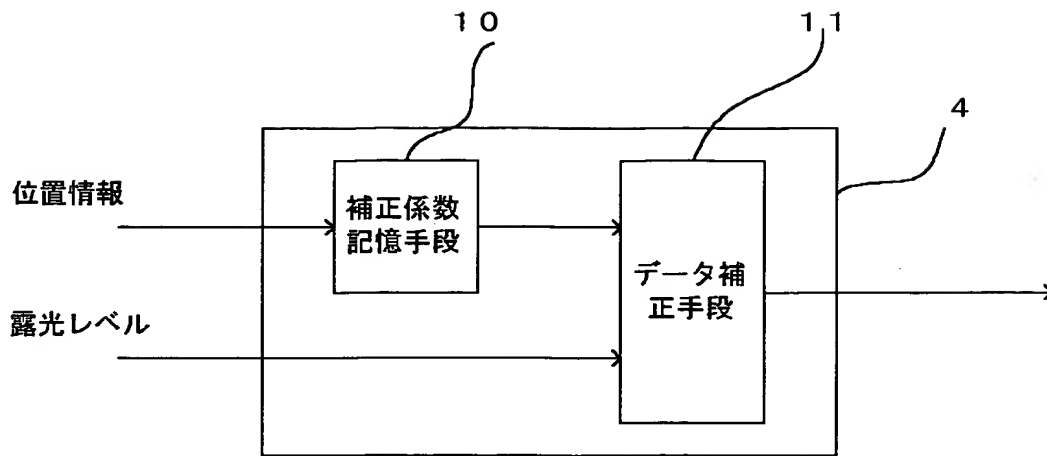 １０
１１
４
位置情報
補正係数
記憶手段
データ補
正手段
露光レベル